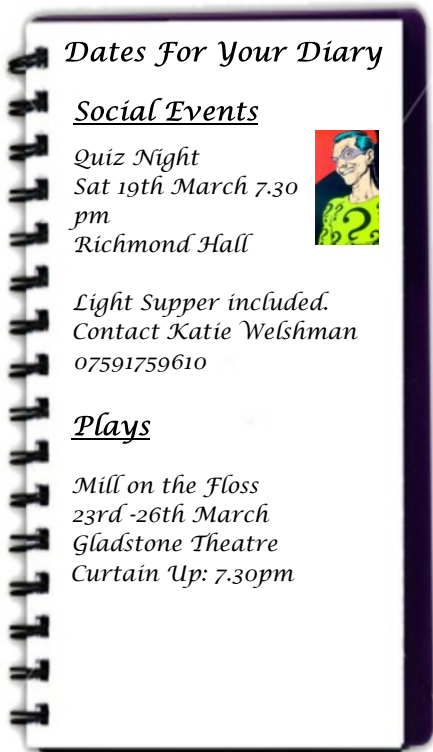 Dates For Your Diary
Social Events
Quiz Night
Sat 19th March 7.30
pm
Richmond Hall
Light Supper included.
Contact Katie Welshman
07591759610
Plays
Mill on the Floss
23rd -26th March
Gladstone Theatre
Curtain Up: 7.30pm